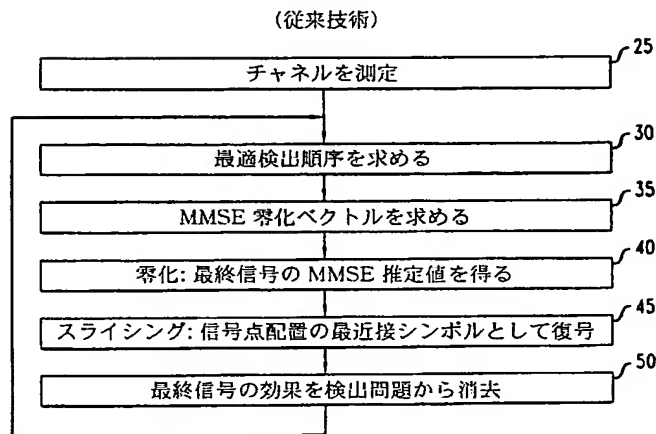 (従来技術)
25
チャネルを測定
30
最適検出順序を求める
35
MMSE 零化ベクトルを求める
40
零化: 最終信号の MMSE 推定値を得る
45
スライシング: 信号点配置の最近接シンボルとして復号
50
最終信号の効果を検出問題から消去